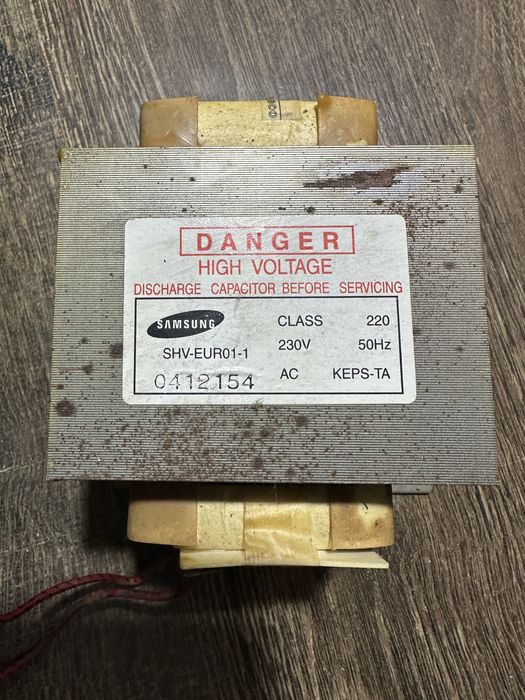 DANGER
HIGH VOLTAGE
DISCHARGE CAPACITOR BEFORE SERVICING
SAMSUNG CLASS 220
SHV-EUR01-1 230V 50Hz
0412154 AC KEPS-TA